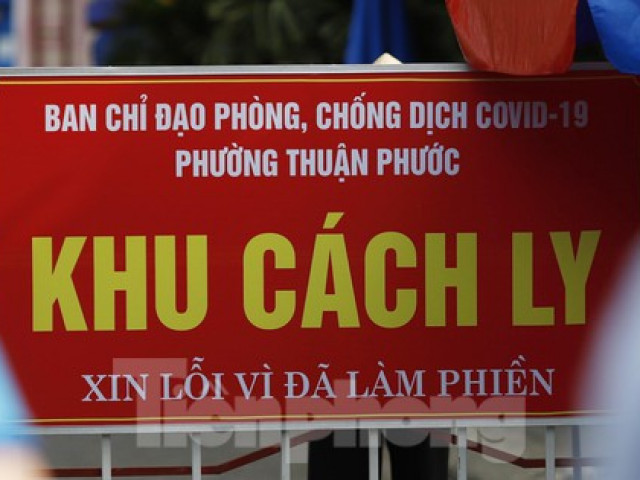 BAN CHỈ ĐẠO PHÒNG, CHỐNG DỊCH COVID-19
PHƯỜNG THUẬN PHƯỚC
KHU CÁCH LY
XIN LỖI VÌ ĐÃ LÀM PHIỀN
TienPhong